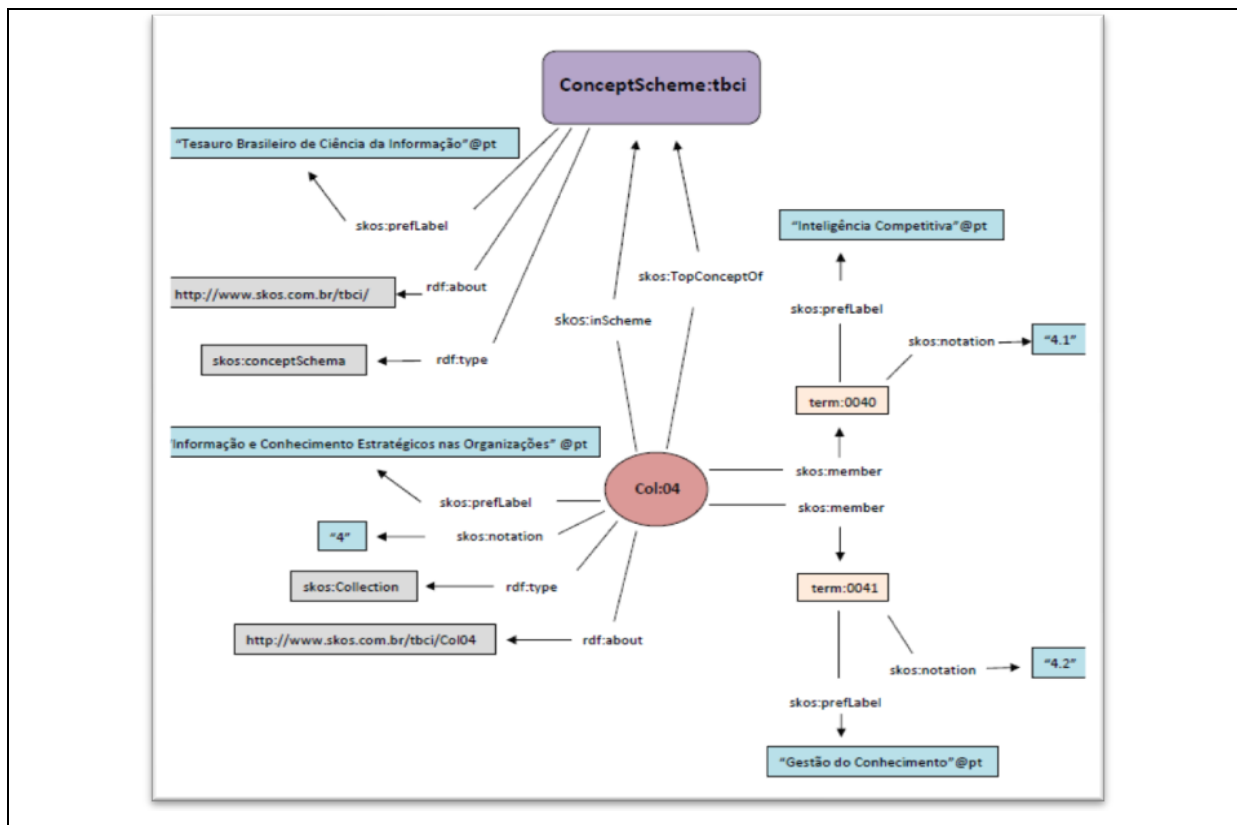 ConceptScheme:tbci
“Tesauro Brasileiro de Ciência da Informação”@pt
skos:prefLabel
http://www.skos.com.br/tbci/
rdf:about
skos:conceptSchema
rdf:type
skos:inScheme
skos:TopConceptOf
“Inteligência Competitiva”@pt
skos:prefLabel
skos:notation
“4.1”
term:0040
skos:member
“Informação e Conhecimento Estratégicos nas Organizações” @pt
Col:04
skos:prefLabel
skos:member
“4”
skos:notation
skos:Collection
rdf:type
term:0041
http://www.skos.com.br/tbci/Col04
rdf:about
skos:notation
“4.2”
skos:prefLabel
“Gestão do Conhecimento”@pt